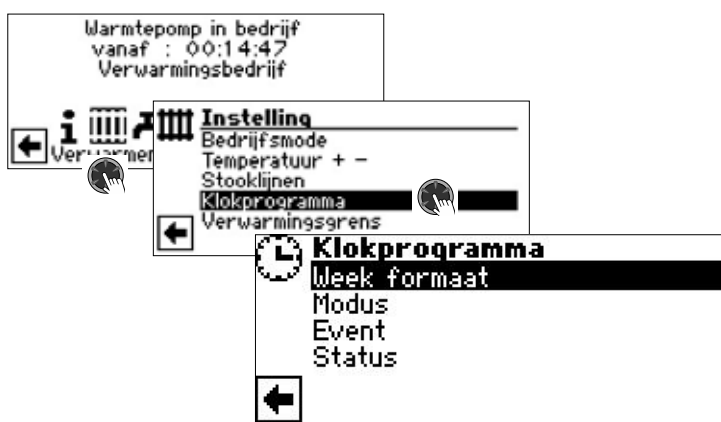 Warmtepomp in bedrijf
vanaf : 00:14:47
Verwarmingsbedrijf
Instelling
Bedrijfsmode
Temperatuur + -
Stooklijnen
Klokprogramma
Verwarmingsgrens
Klokprogramma
Week formaat
Modus
Event
Status